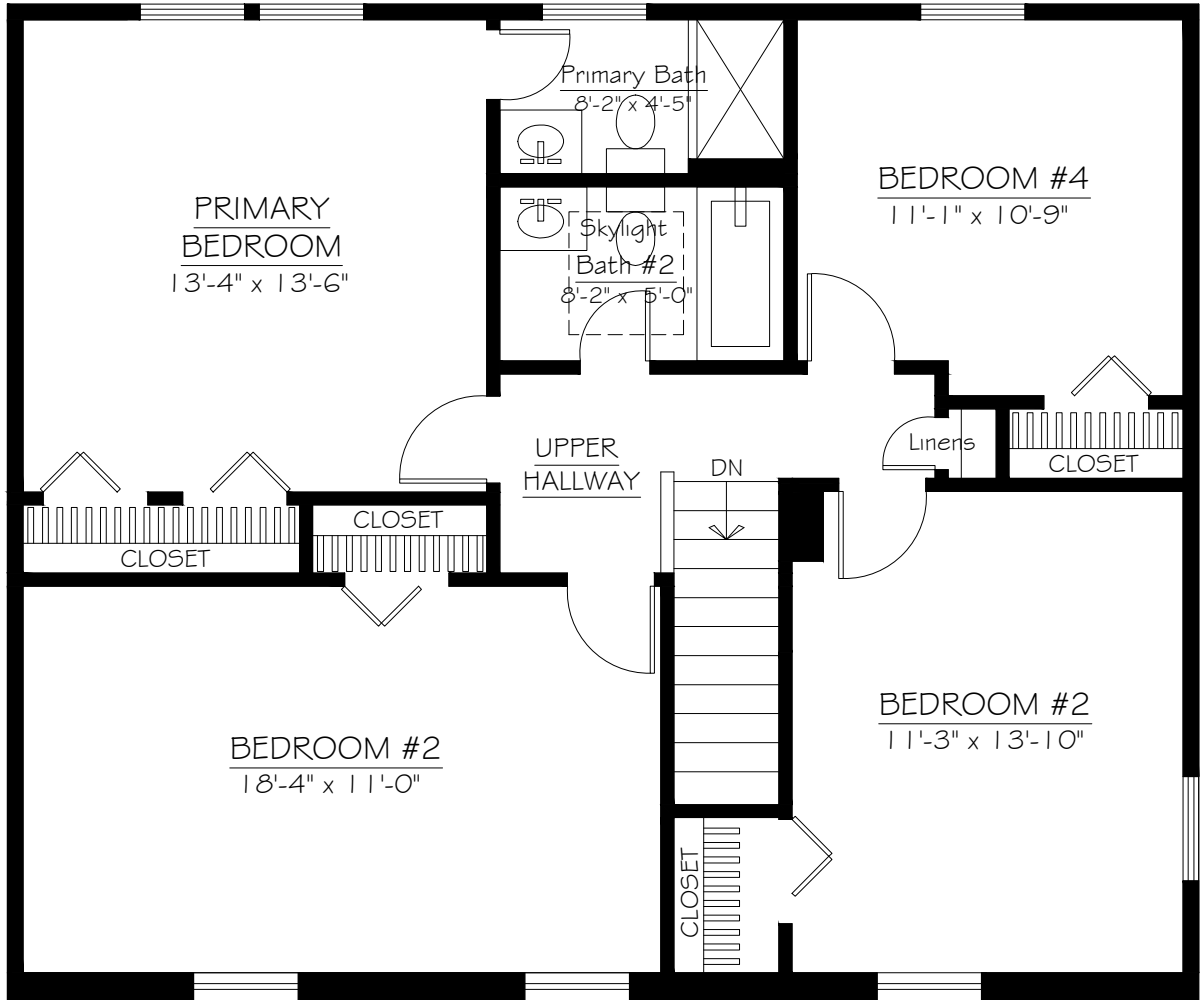 Primary Bath
8'-2" x 4'-5"
BEDROOM #4
11'-1" x 10'-9"
PRIMARY
BEDROOM
13'-4" x 13'-6"
Skylight
Bath #2
8'-2" x 5'-0"
UPPER
HALLWAY
DN
Linens
CLOSET
CLOSET
CLOSET
BEDROOM #2
18'-4" x 11'-0"
BEDROOM #2
11'-3" x 13'-10"
CLOSET